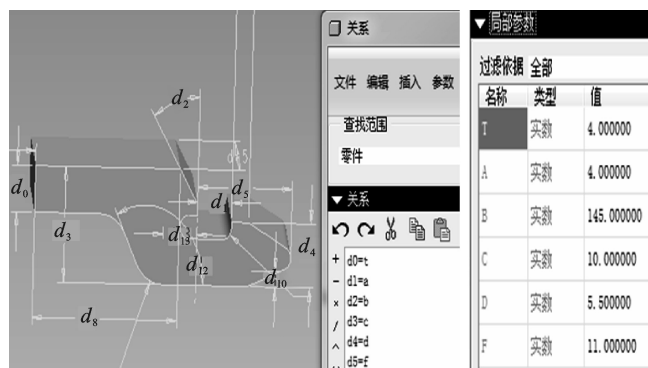 d2
d5
d0
d1
d5
d3
d13
d4
d12
d10
d8
关系
文件 编辑 插入 参数
查找范围
零件
关系
+ d0=t
- d1=a
× d2=b
/ d3=c
^ d4=d
d5=f
局部参数
过滤依据 全部
名称 类型 值
T 实数 4.000000
A 实数 4.000000
B 实数 145.000000
C 实数 10.000000
D 实数 5.500000
F 实数 11.000000